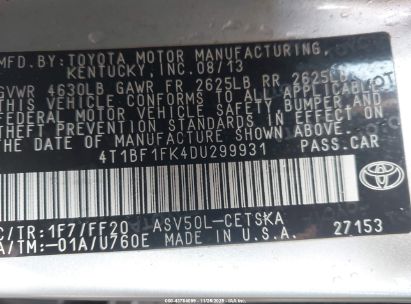 MFD. BY: TOYOTA MOTOR MANUFACTURING,
KENTUCKY, INC. 08/13
GVWR 4630LB GAWR FR 2625LB RR 2625LB
THIS VEHICLE CONFORMS TO ALL APPLICABLE
FEDERAL MOTOR VEHICLE SAFETY, BUMPER, AND
THEFT PREVENTION STANDARDS IN EFFECT ON
THE DATE OF MANUFACTURE SHOWN ABOVE.
4T1BF1FK4DU299931 PASS.CAR
C/TR:1F7/FF20 ASV50L-CETSKA
A/TM:-01A/U760E MADE IN U.S.A.
27153
TOYOTA